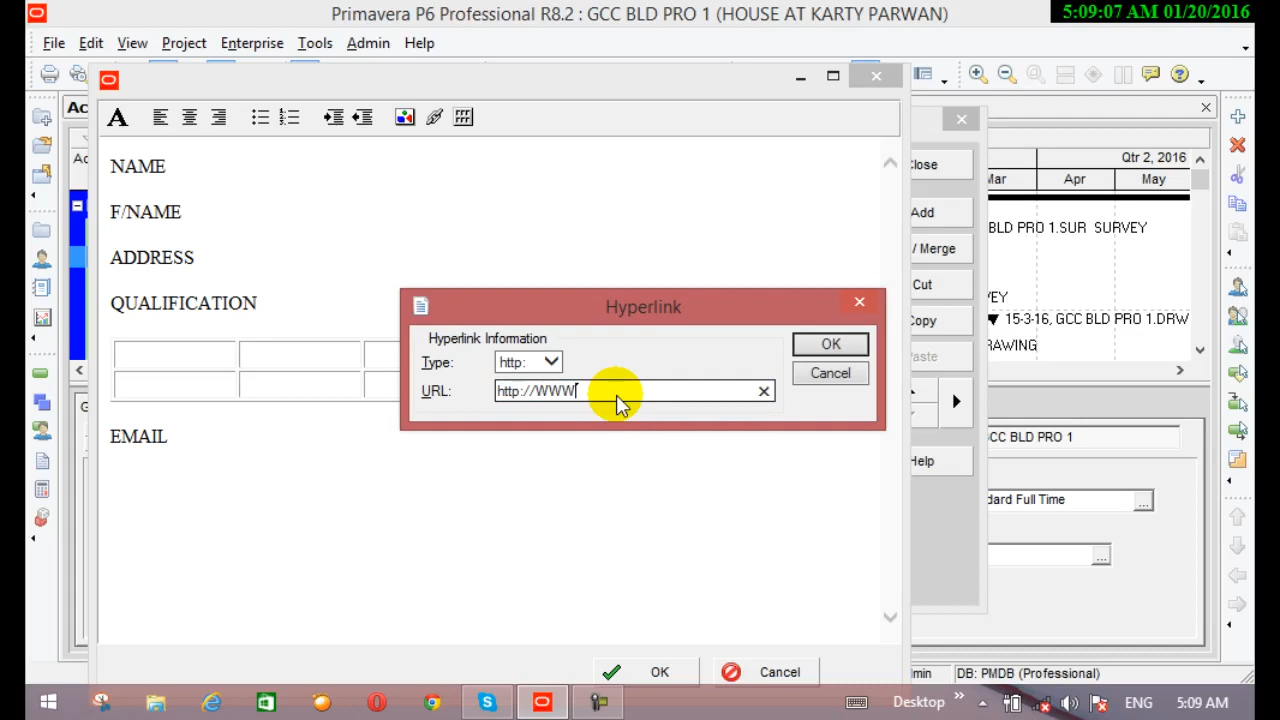 Primavera P6 Professional R8.2 : GCC BLD PRO 1 (HOUSE AT KARTY PARWAN)
5:09:07 AM 01/20/2016
File Edit View Project Enterprise Tools Admin Help
Ac
Close
Qtr 2, 2016
Ad
NAME
Mar Apr May
F/NAME
Add
BLD PRO 1.SUR SURVEY
/ Merge
ADDRESS
Cut
EY
QUALIFICATION
Hyperlink
Copy
15-3-16, GCC BLD PRO 1.DRW
Hyperlink Information
OK
RAWING
Type: http:
Paste
Cancel
URL: http://WWW
G
EMAIL
CC BLD PRO 1
Help
dard Full Time
...
...
OK Cancel
min DB: PMDB (Professional)
Desktop
ENG 5:09 AM